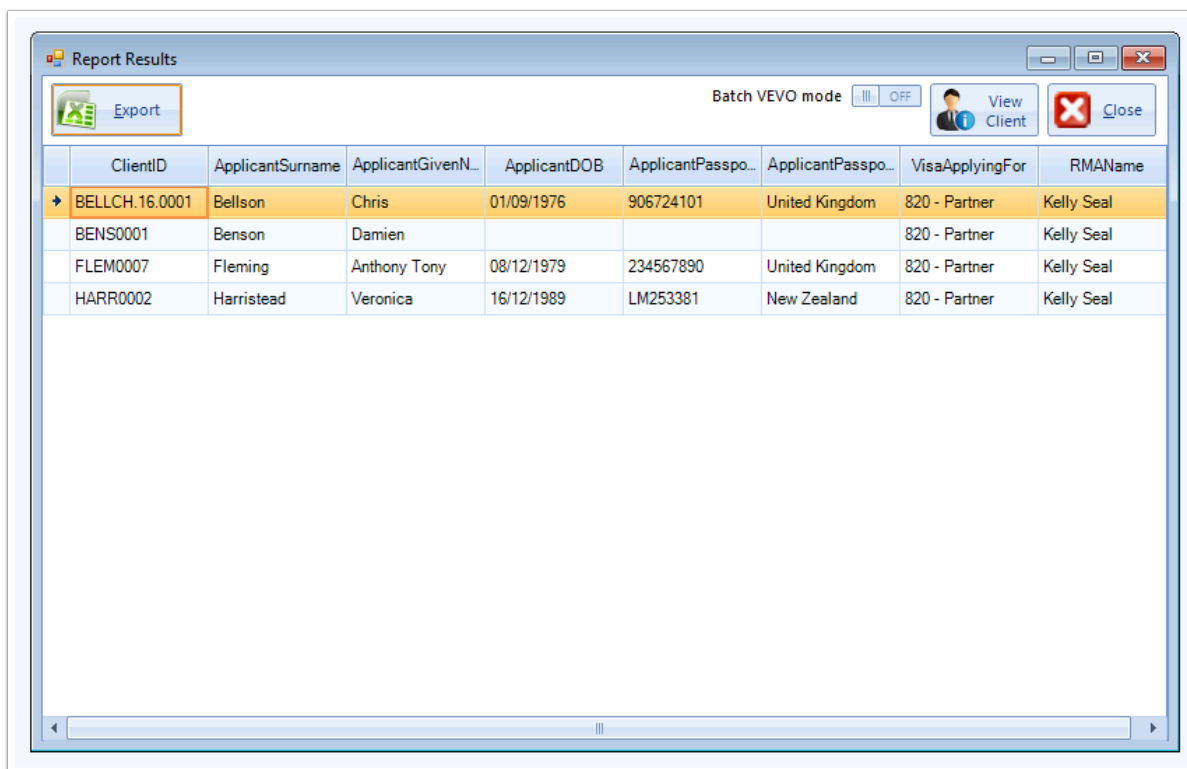 Report Results
Export
Batch VEVO mode OFF
View Client
Close
ClientID ApplicantSurname ApplicantGivenN... ApplicantDOB ApplicantPasspo... ApplicantPasspo... VisaApplyingFor RMAName
BELLCH.16.0001 Bellson Chris 01/09/1976 906724101 United Kingdom 820 - Partner Kelly Seal
BENS0001 Benson Damien 820 - Partner Kelly Seal
FLEM0007 Fleming Anthony Tony 08/12/1979 234567890 United Kingdom 820 - Partner Kelly Seal
HARR0002 Harristead Veronica 16/12/1989 LM253381 New Zealand 820 - Partner Kelly Seal